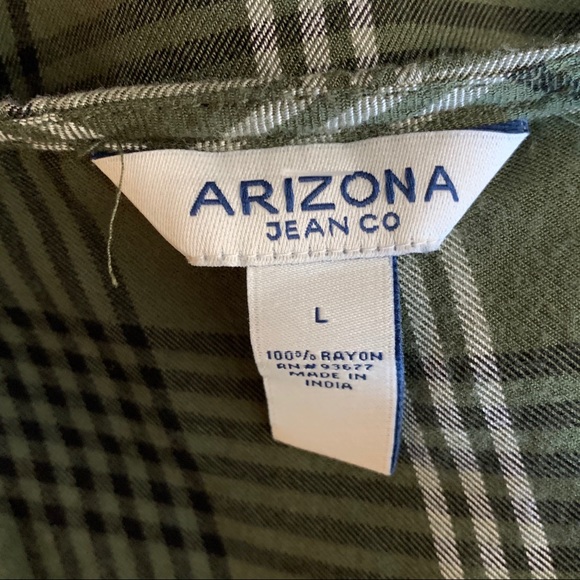 ARIZONA
JEAN CO
L
100% RAYON
RN# 93677
MADE IN
INDIA